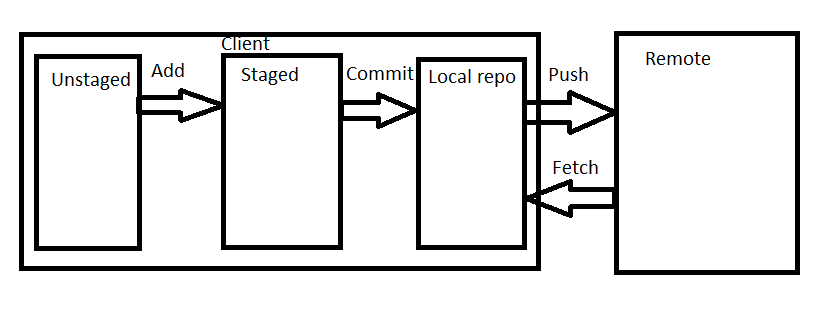 Client
Unstaged
Add
Staged
Commit
Local repo
Push
Fetch
Remote